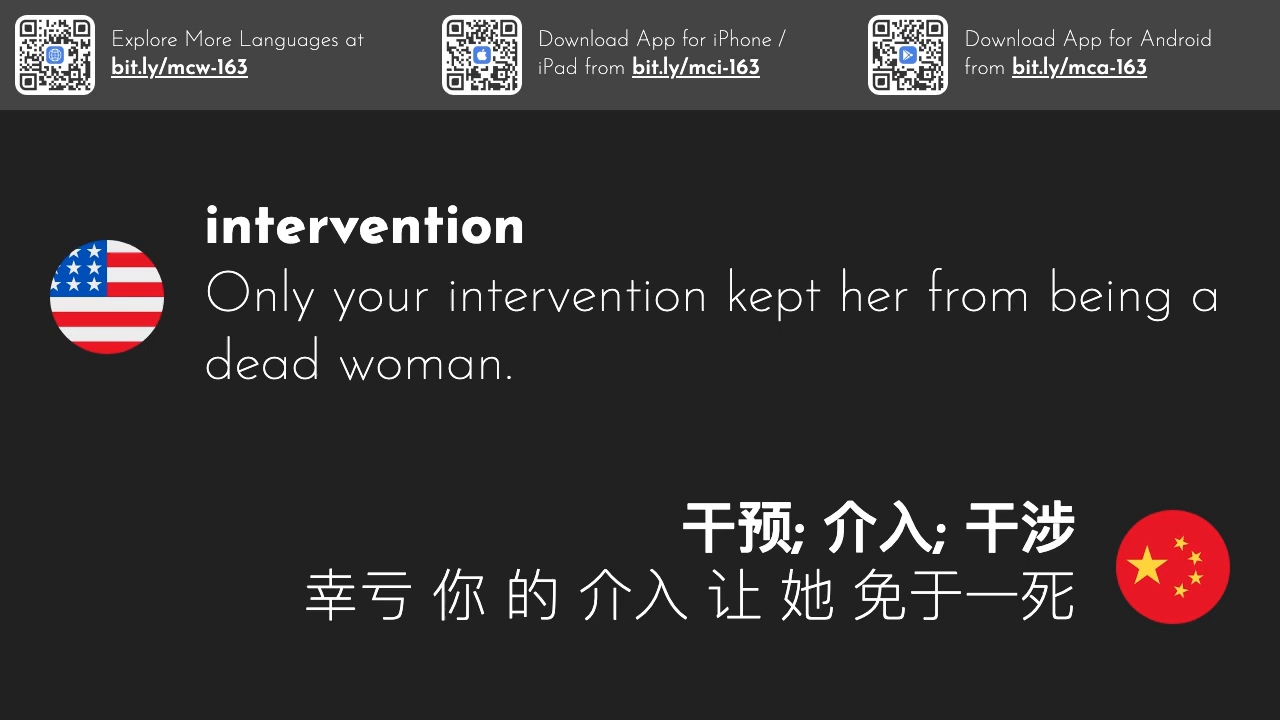 Explore More Languages at
bit.ly/mcw-163
Download App for iPhone /
iPad from bit.ly/mci-163
Download App for Android
from bit.ly/mca-163
intervention
Only your intervention kept her from being a
dead woman.
干预; 介入; 干涉
幸亏 你 的 介入 让 她 免于一死